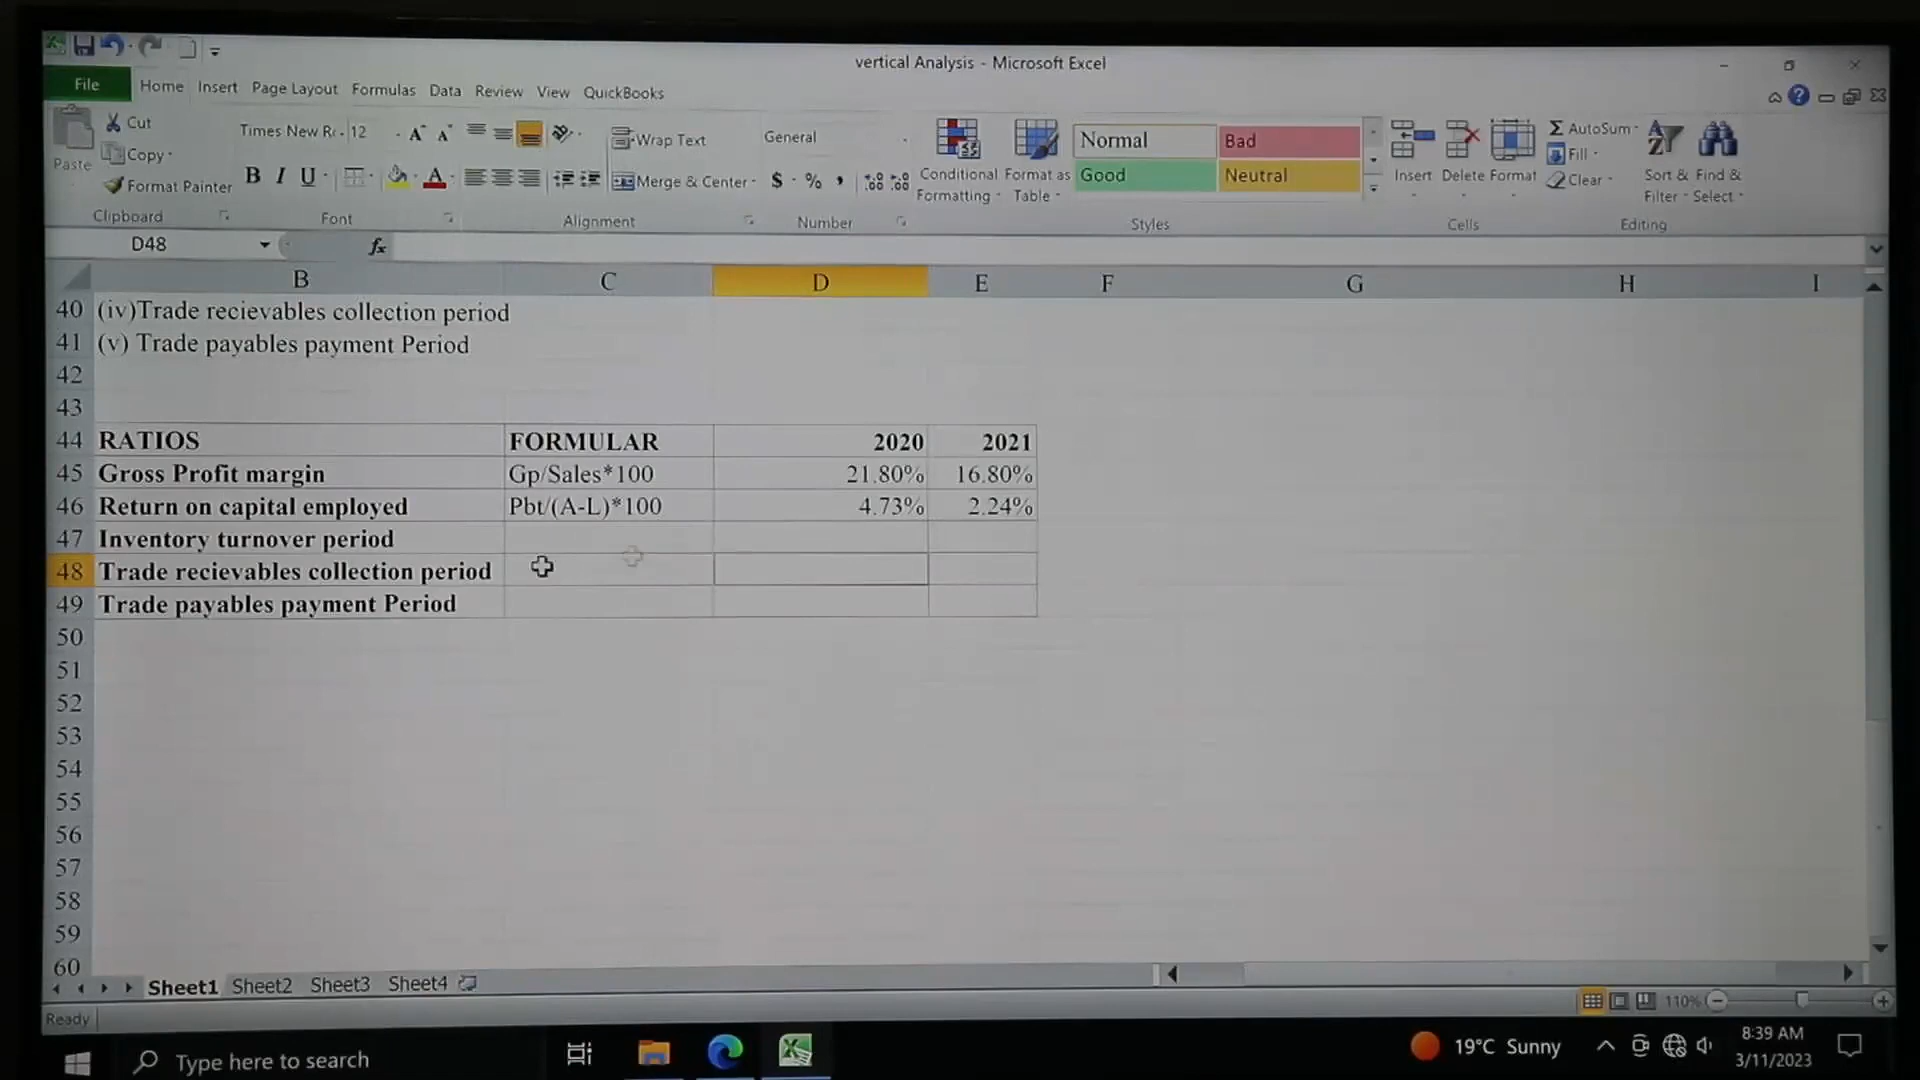 vertical Analysis - Microsoft Excel
File Home Insert Page Layout Formulas Data Review View QuickBooks
Paste
Cut
Copy
Format Painter
Clipboard
Times New Rc 12
B I U
Font
Wrap Text
Merge & Center
Alignment
General
$ % ,
Number
Conditional Formatting
Format as Table
Normal Bad
Good Neutral
Styles
Insert Delete Format
Cells
Σ AutoSum
Fill
Clear
Sort & Filter
Find & Select
Editing
D48 fx
B C D E F G H I
40 (iv)Trade recievables collection period
41 (v) Trade payables payment Period
42
43
44 RATIOS FORMULAR 2020 2021
45 Gross Profit margin Gp/Sales*100 21.80% 16.80%
46 Return on capital employed Pbt/(A-L)*100 4.73% 2.24%
47 Inventory turnover period
48 Trade recievables collection period
49 Trade payables payment Period
50
51
52
53
54
55
56
57
58
59
60
Sheet1 Sheet2 Sheet3 Sheet4
Ready 110%
Type here to search 19°C Sunny 8:39 AM
3/11/2023